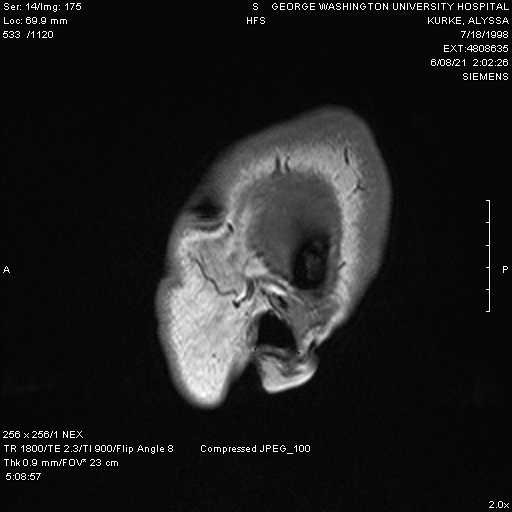 Ser: 14/Img: 175
Loc: 69.9 mm
533 /1120
S
HFS
GEORGE WASHINGTON UNIVERSITY HOSPITAL
KURKE, ALYSSA
7/18/1998
EXT:4808635
6/08/21 2:02:26
SIEMENS
A
P
256 x 256/1 NEX
TR 1800/TE 2.3/TI 900/Flip Angle 8
Compressed JPEG_100
Thk 0.9 mm/FOV* 23 cm
5:08:57
2.0x